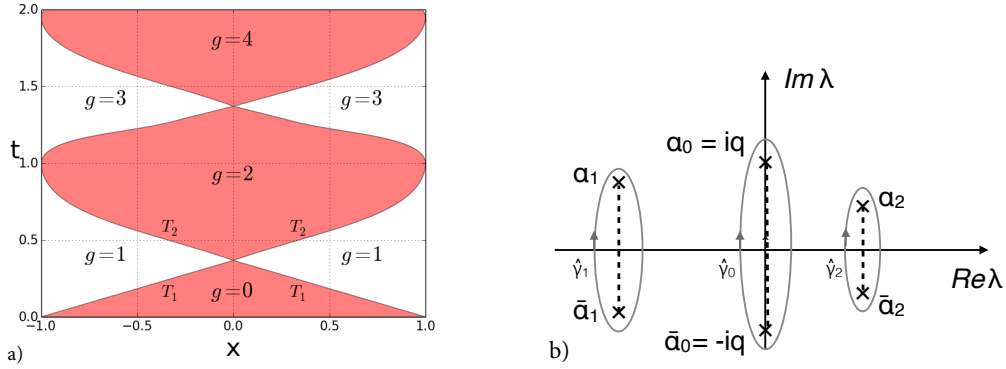 2.0
g=4
g=3
g=3
1.5
t
1.0
g=2
T₂
T₂
0.5
g=1
g=1
T₁
g=0
T₁
0.0
−1.0
−0.5
0.0
0.5
1.0
x
a)
Im λ
α₀ = iq
α₁
α₂
γ̂₁
γ̂₀
γ̂₂
Re λ
ᾱ₁
ᾱ₂
ᾱ₀= -iq
b)